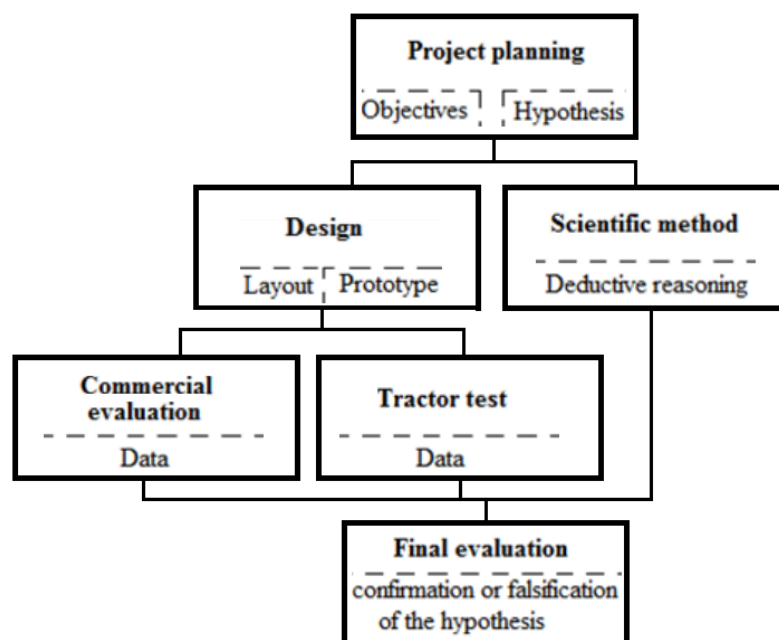 Project planning
Objectives
Hypothesis
Design
Layout
Prototype
Scientific method
Deductive reasoning
Commercial
evaluation
Data
Tractor test
Data
Final evaluation
confirmation or falsification
of the hypothesis